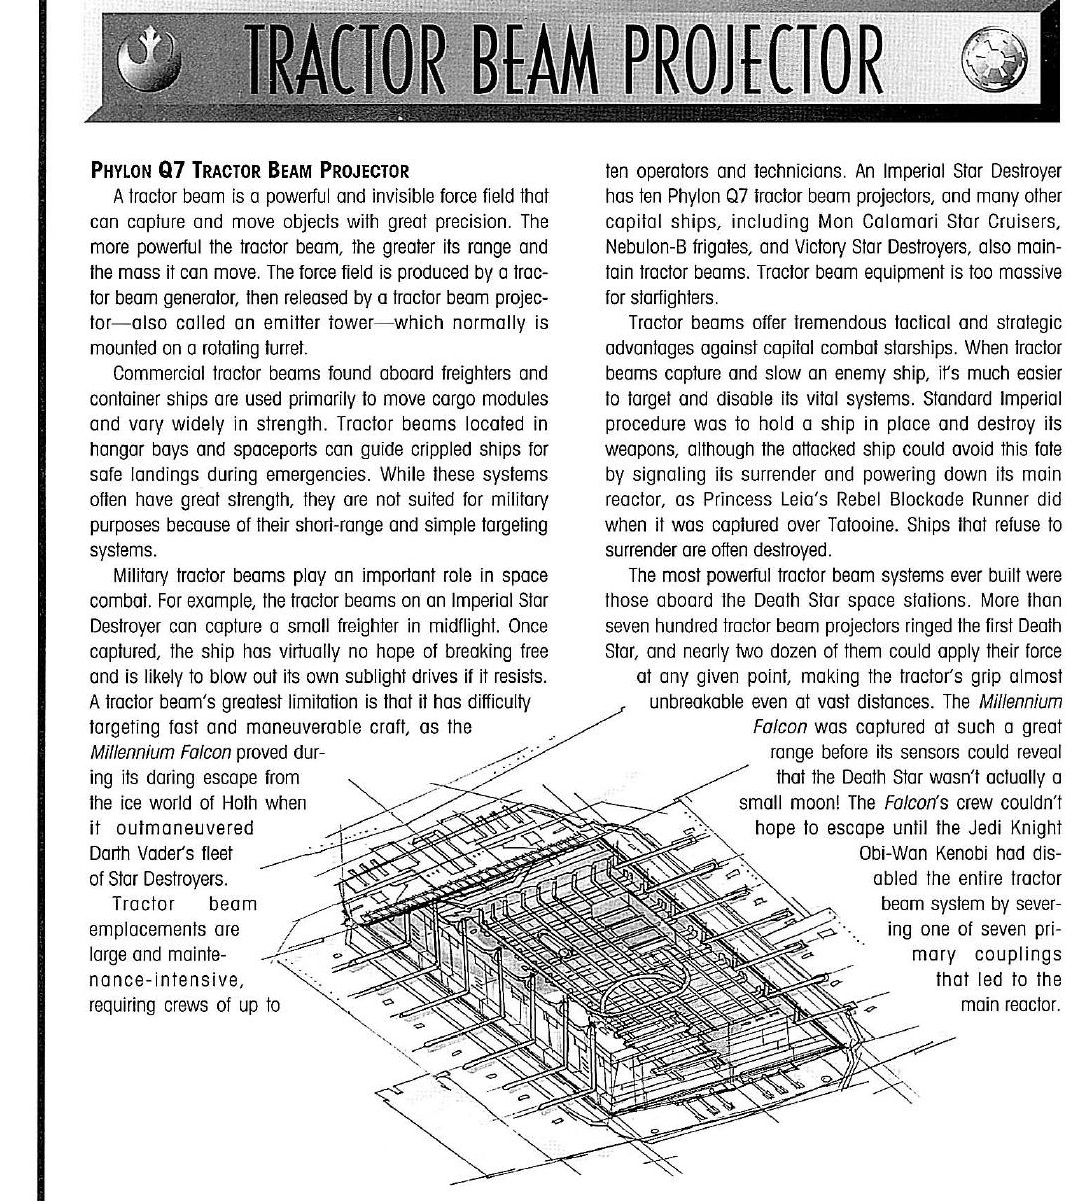 TRACTOR BEAM PROJECTOR
PHYLON Q7 TRACTOR BEAM PROJECTOR
A tractor beam is a powerful and invisible force field that
can capture and move objects with great precision. The
more powerful the tractor beam, the greater its range and
the mass it can move. The force field is produced by a trac-
tor beam generator, then released by a tractor beam projec-
tor—also called an emitter tower—which normally is
mounted on a rotating turret.
Commercial tractor beams found aboard freighters and
container ships are used primarily to move cargo modules
and vary widely in strength. Tractor beams located in
hangar bays and spaceports can guide crippled ships for
safe landings during emergencies. While these systems
often have great strength, they are not suited for military
purposes because of their short-range and simple targeting
systems.
Military tractor beams play an important role in space
combat. For example, the tractor beams on an Imperial Star
Destroyer can capture a small freighter in midflight. Once
captured, the ship has virtually no hope of breaking free
and is likely to blow out its own sublight drives if it resists.
A tractor beam's greatest limitation is that it has difficulty
targeting fast and maneuverable craft, as the
Millennium Falcon proved dur-
ing its daring escape from
the ice world of Hoth when
it outmaneuvered
Darth Vader's fleet
of Star Destroyers.
Tractor beam
emplacements are
large and mainte-
nance-intensive,
requiring crews of up to
ten operators and technicians. An Imperial Star Destroyer
has ten Phylon Q7 tractor beam projectors, and many other
capital ships, including Mon Calamari Star Cruisers,
Nebulon-B frigates, and Victory Star Destroyers, also main-
tain tractor beams. Tractor beam equipment is too massive
for starfighters.
Tractor beams offer tremendous tactical and strategic
advantages against capital combat starships. When tractor
beams capture and slow an enemy ship, it's much easier
to target and disable its vital systems. Standard Imperial
procedure was to hold a ship in place and destroy its
weapons, although the attacked ship could avoid this fate
by signaling its surrender and powering down its main
reactor, as Princess Leia's Rebel Blockade Runner did
when it was captured over Tatooine. Ships that refuse to
surrender are often destroyed.
The most powerful tractor beam systems ever built were
those aboard the Death Star space stations. More than
seven hundred tractor beam projectors ringed the first Death
Star, and nearly two dozen of them could apply their force
at any given point, making the tractor's grip almost
unbreakable even at vast distances. The Millennium
Falcon was captured at such a great
range before its sensors could reveal
that the Death Star wasn't actually a
small moon! The Falcon's crew couldn't
hope to escape until the Jedi Knight
Obi-Wan Kenobi had dis-
abled the entire tractor
beam system by sever-
ing one of seven pri-
mary couplings
that led to the
main reactor.